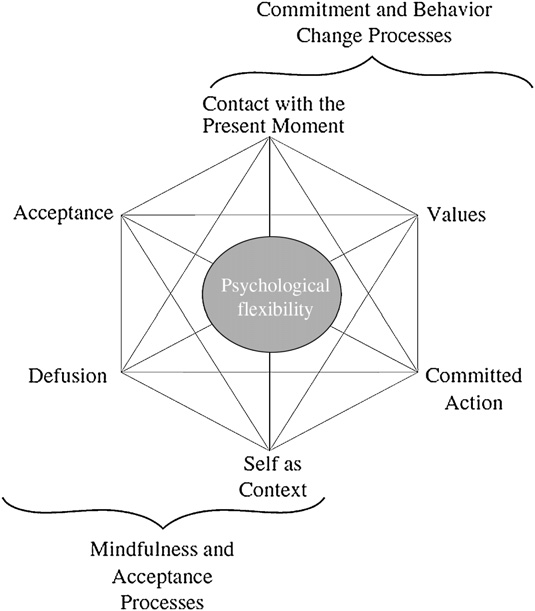 Commitment and Behavior
Change Processes
Contact with the
Present Moment
Acceptance
Values
Psychological
flexibility
Defusion
Committed
Action
Self as
Context
Mindfulness and
Acceptance
Processes